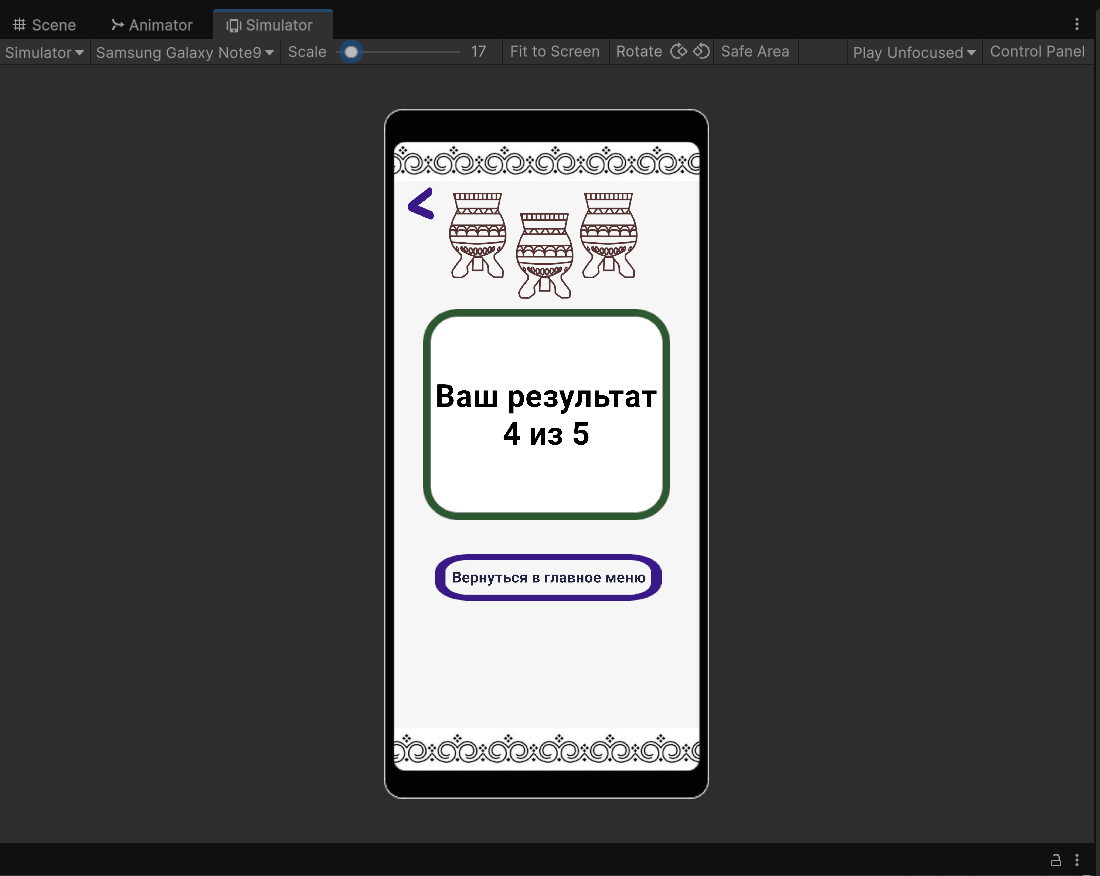 Scene Animator Simulator
Simulator Samsung Galaxy Note9 Scale 17 Fit to Screen Rotate Safe Area Play Unfocused Control Panel
<
Ваш результат
4 из 5
Вернуться в главное меню